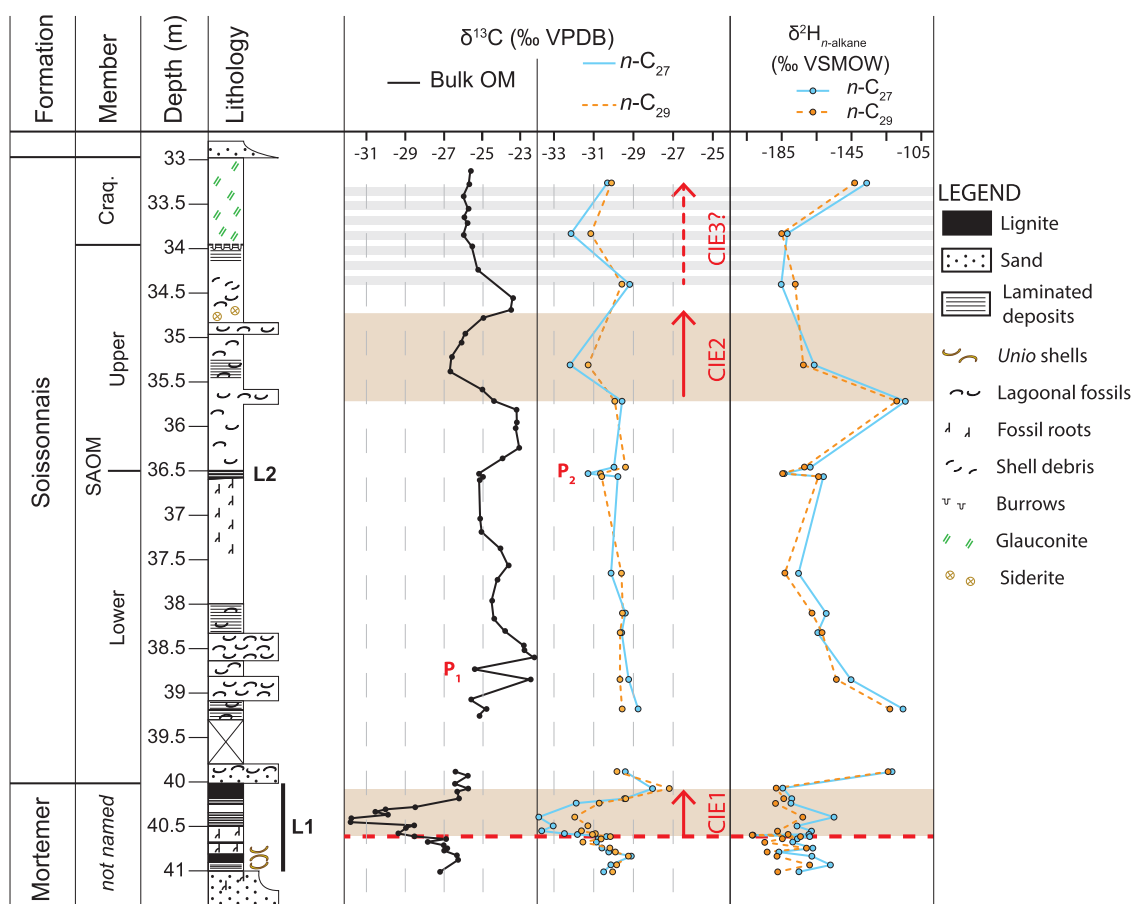 Formation
Member
Depth (m)
Lithology
δ¹³C (‰ VPDB)
Bulk OM
n-C₂₇
n-C₂₉
δ²Hₙ₋ₐₗₖₐₙₑ
(‰ VSMOW)
n-C₂₇
n-C₂₉
-31 -29 -27 -25 -23
-33 -31 -29 -27 -25
-185 -145 -105
33
33.5
34
34.5
35
35.5
36
36.5
37
37.5
38
38.5
39
39.5
40
40.5
41
Soissonnais
Mortemer
Craq.
Upper
SAOM
Lower
not named
L2
L1
P₁
P₂
CIE3?
CIE2
CIE1
LEGEND
Lignite
Sand
Laminated
deposits
Unio shells
Lagoonal fossils
Fossil roots
Shell debris
Burrows
Glauconite
Siderite